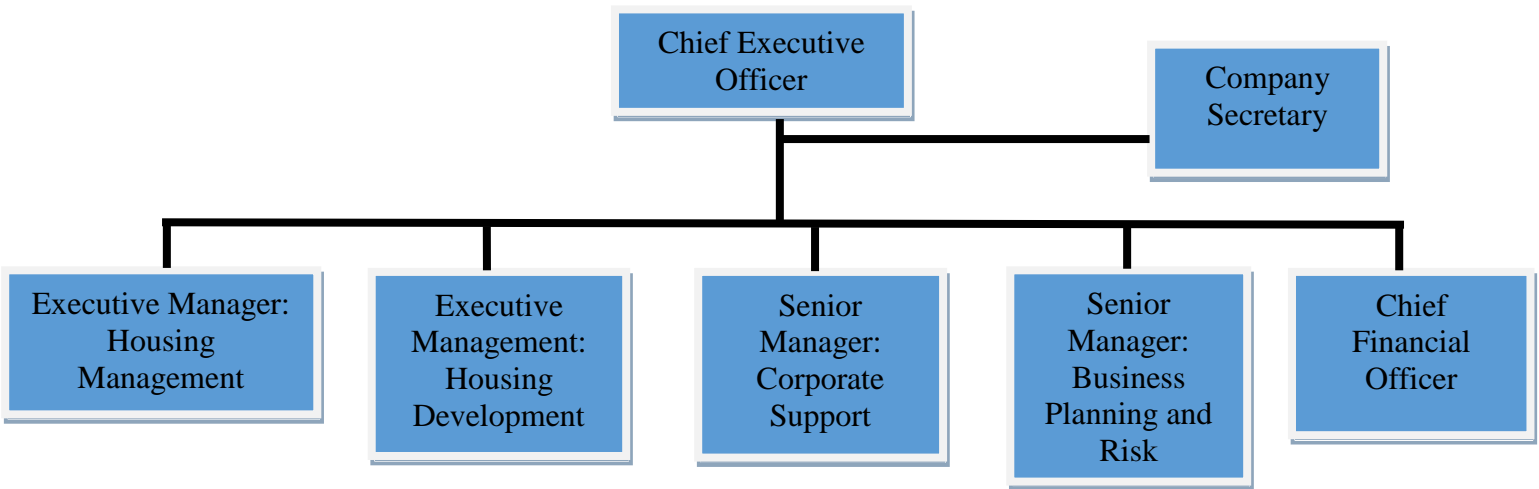 Chief Executive
Officer
Company
Secretary
Executive Manager:
Housing
Management
Executive
Management:
Housing
Development
Senior
Manager:
Corporate
Support
Senior
Manager:
Business
Planning and
Risk
Chief
Financial
Officer